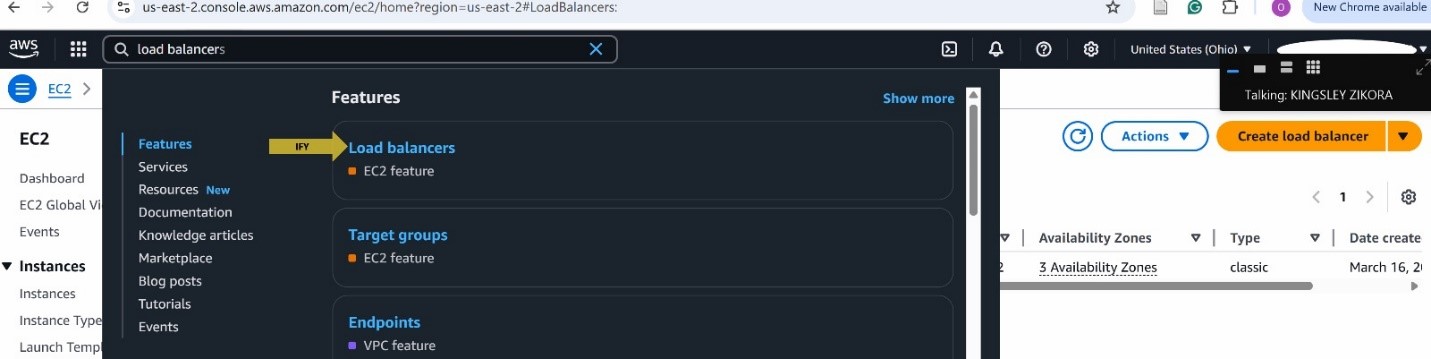 us-east-2.console.aws.amazon.com/ec2/home?region=us-east-2#LoadBalancers:
O
New Chrome available
aws
load balancers
United States (Ohio)
EC2
Talking: KINGSLEY ZIKORA
Features
Show more
EC2
Features
Services
Resources New
Documentation
Knowledge articles
Marketplace
Blog posts
Tutorials
Events
IFY
Load balancers
EC2 feature
Target groups
EC2 feature
Endpoints
VPC feature
Actions
Create load balancer
1
Dashboard
EC2 Global Vi
Events
Instances
Instances
Instance Type
Launch Templ
Availability Zones
Type
Date create
2
3 Availability Zones
classic
March 16, 2